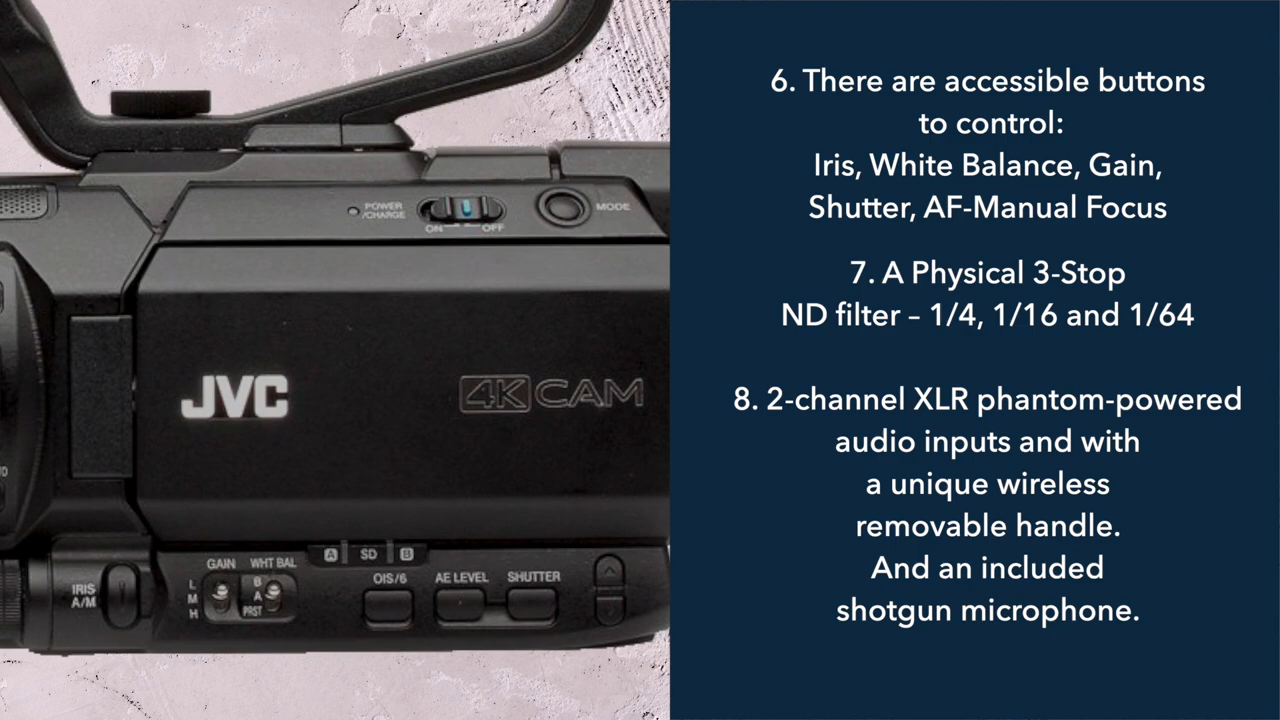 POWER
/CHARGE
ON
OFF
MODE
JVC
4K CAM
A SD B
GAIN
WHT BAL
L
M
H
B
A
PRST
IRIS
A/M
OIS/6
AE LEVEL
SHUTTER
6. There are accessible buttons
to control:
Iris, White Balance, Gain,
Shutter, AF-Manual Focus
7. A Physical 3-Stop
ND filter – 1/4, 1/16 and 1/64
8. 2-channel XLR phantom-powered
audio inputs and with
a unique wireless
removable handle.
And an included
shotgun microphone.